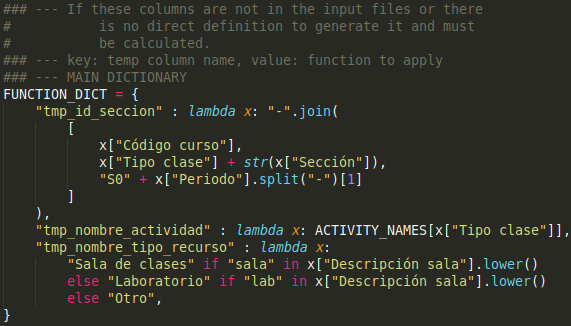 ### --- If these columns are not in the input files or there
#           is no direct definition to generate it and must
#           be calculated.
### --- key: temp column name, value: function to apply
### --- MAIN DICTIONARY
FUNCTION_DICT = {
    "tmp_id_seccion" : lambda x: "-".join(
        [
            x["Código curso"],
            x["Tipo clase"] + str(x["Sección"]),
            "S0" + x["Periodo"].split("-")[1]
        ]
    ),
    "tmp_nombre_actividad" : lambda x: ACTIVITY_NAMES[x["Tipo clase"]],
    "tmp_nombre_tipo_recurso" : lambda x:
        "Sala de clases" if "sala" in x["Descripción sala"].lower()
        else "Laboratorio" if "lab" in x["Descripción sala"].lower()
        else "Otro",
}